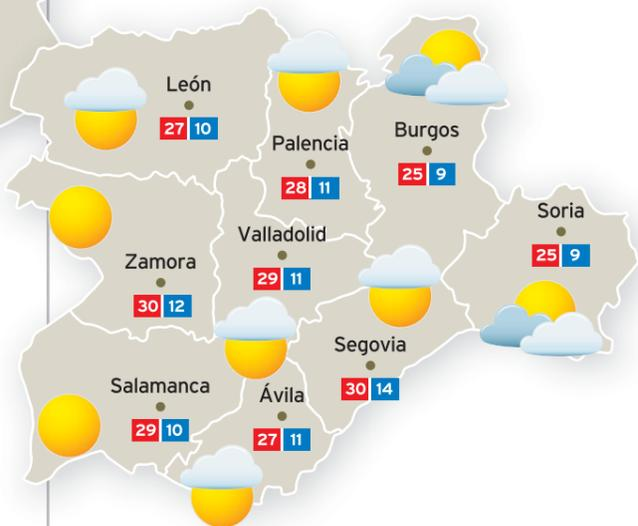 León
27 10
Palencia
28 11
Burgos
25 9
Soria
25 9
Valladolid
29 11
Zamora
30 12
Segovia
30 14
Salamanca
29 10
Ávila
27 11